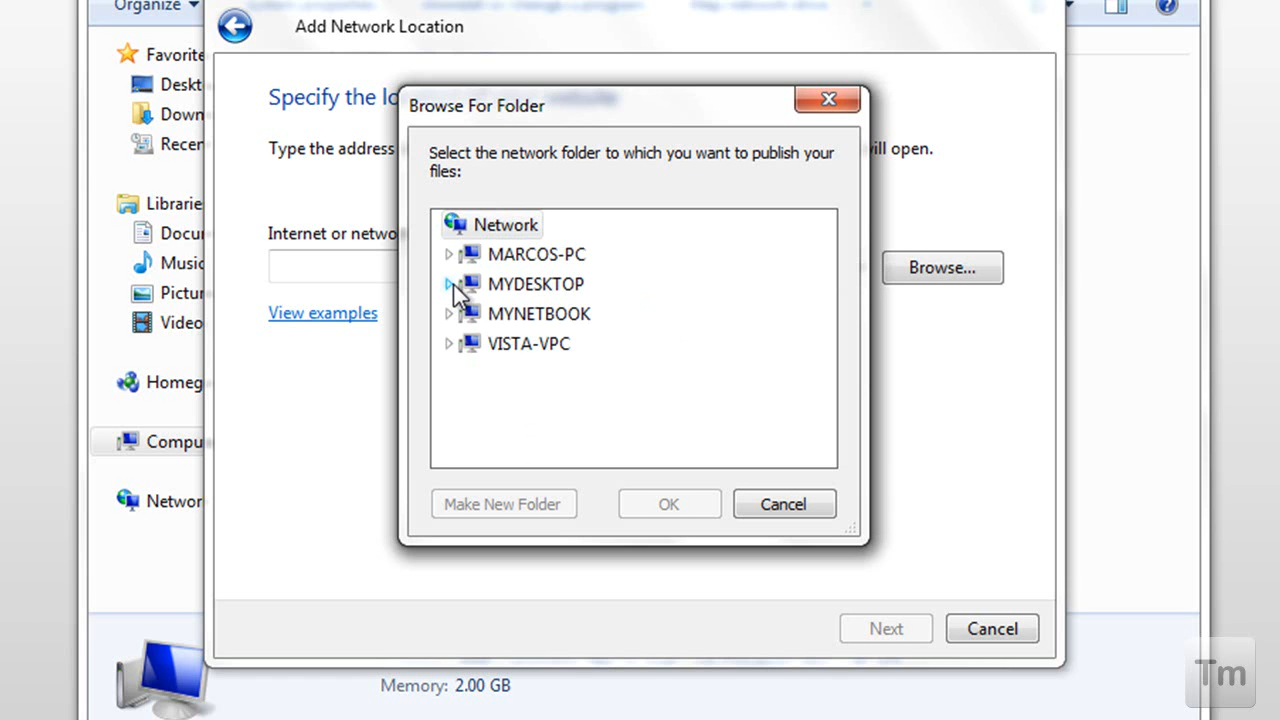 Organize
Add Network Location
Favorite
Deskt
Down
Recen
Librarie
Docu
Music
Pictur
Video
Homeg
Compu
Networ
Specify the lo
Type the address
will open.
Internet or netwo
Browse...
View examples
Browse For Folder
Select the network folder to which you want to publish your
files:
Network
MARCOS-PC
MYDESKTOP
MYNETBOOK
VISTA-VPC
Make New Folder
OK
Cancel
Next
Cancel
Memory: 2.00 GB
Tm